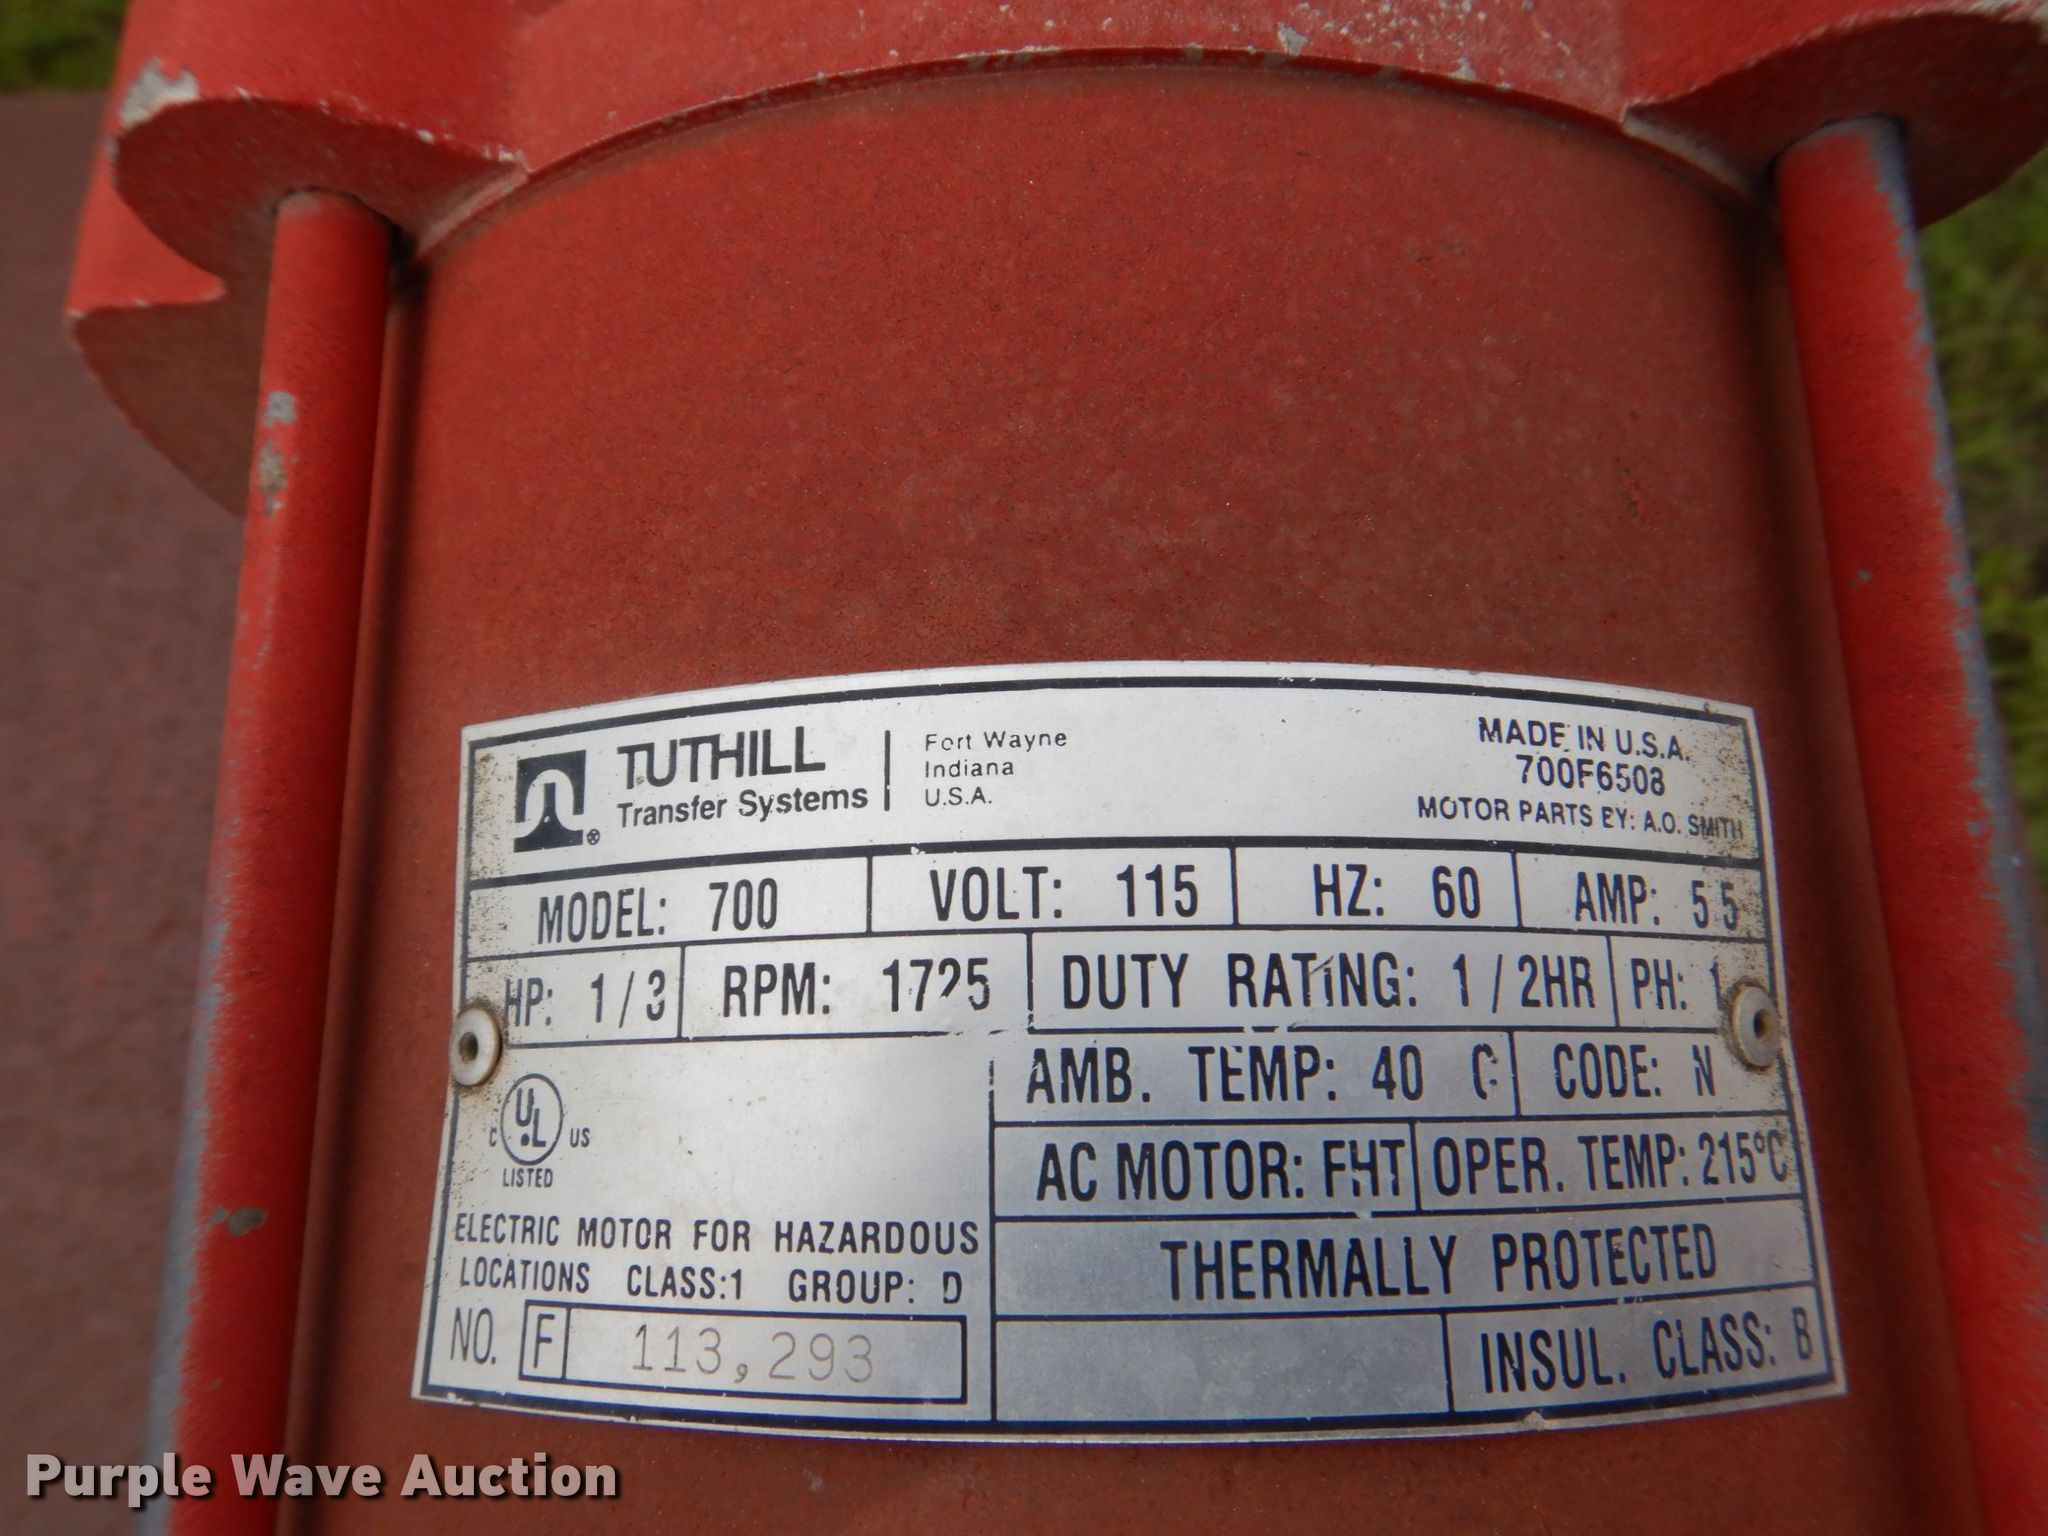 TUTHILL
Transfer Systems
Fort Wayne
Indiana
U.S.A.
MADE IN U.S.A.
700F6508
MOTOR PARTS BY: A.O. SMITH
MODEL: 700 VOLT: 115 HZ: 60 AMP: 5.5
HP: 1/3 RPM: 1725 DUTY RATING: 1/2HR PH: 1
AMB. TEMP: 40 C CODE: N
C UL US
LISTED
AC MOTOR: FHT OPER. TEMP: 215°C
ELECTRIC MOTOR FOR HAZARDOUS
LOCATIONS CLASS:1 GROUP: D
THERMALLY PROTECTED
NO. F 113,293
INSUL. CLASS: B
Purple Wave Auction